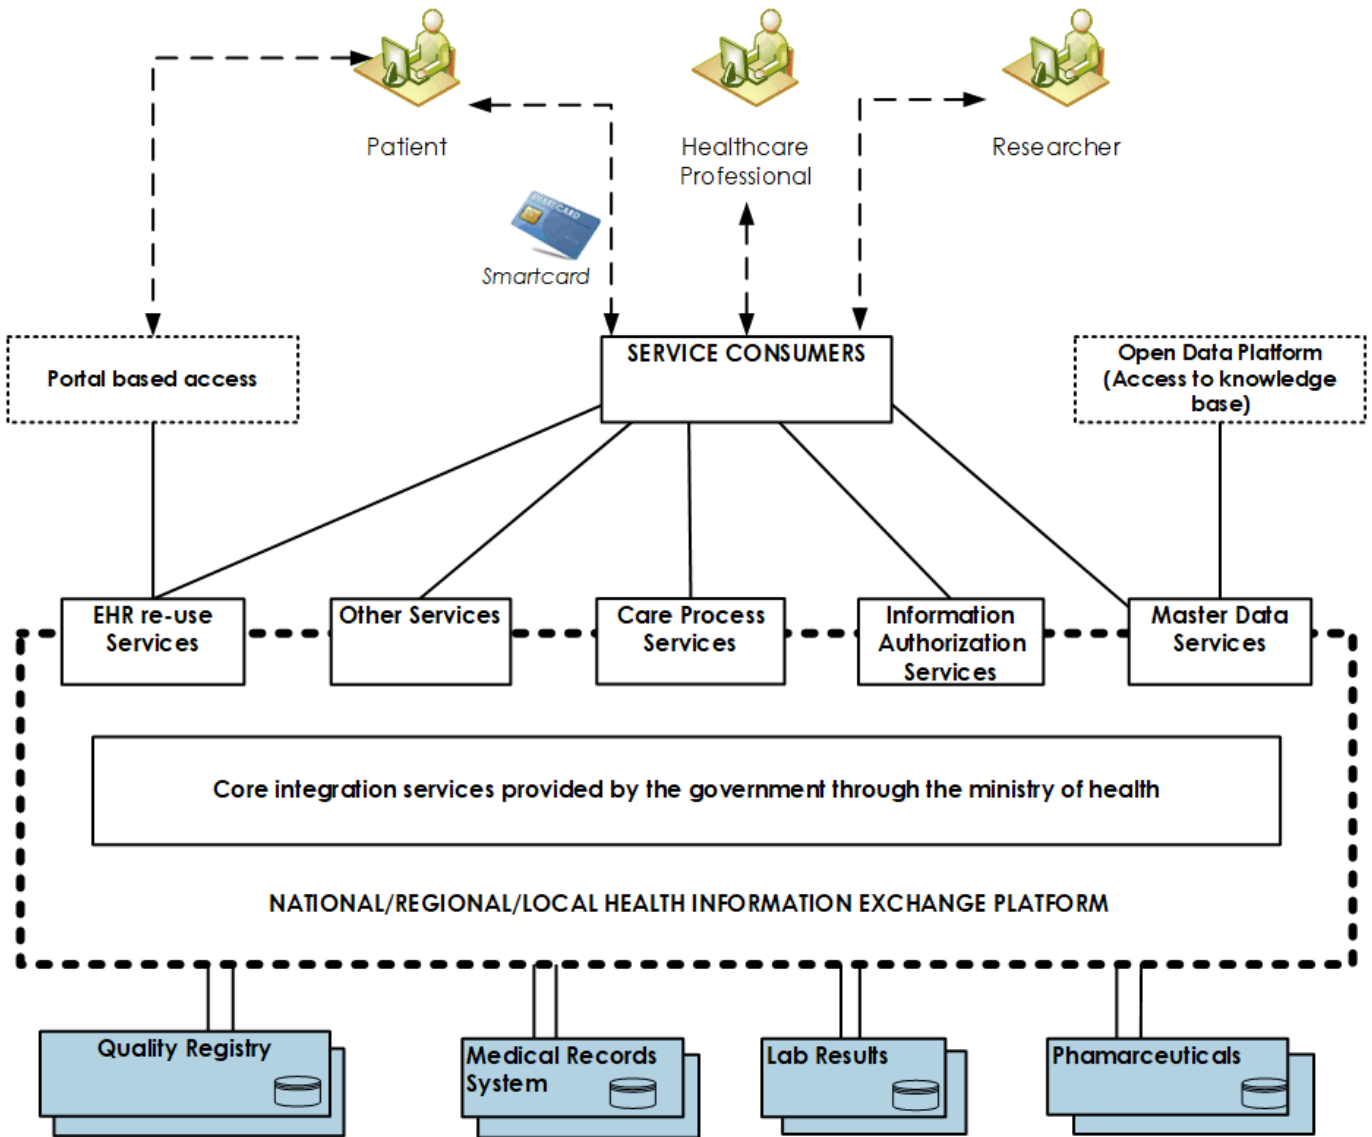 Patient
Healthcare
Professional
Researcher
SMARTCARD
Smartcard
Portal based access
SERVICE CONSUMERS
Open Data Platform
(Access to knowledge
base)
EHR re-use
Services
Other Services
Care Process
Services
Information
Authorization
Services
Master Data
Services
Core integration services provided by the government through the ministry of health
NATIONAL/REGIONAL/LOCAL HEALTH INFORMATION EXCHANGE PLATFORM
Quality Registry
Medical Records
System
Lab Results
Phamarceuticals